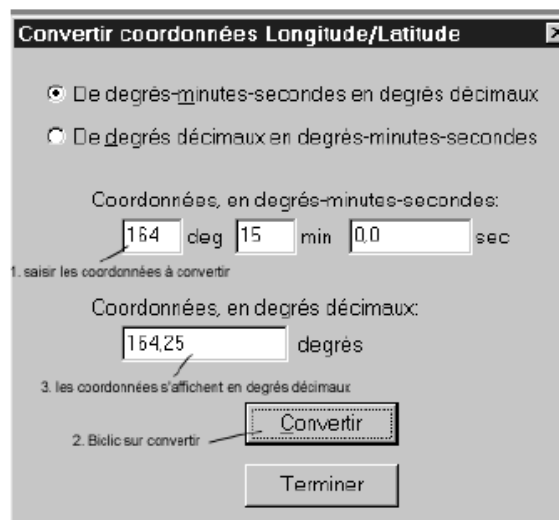 Convertir coordonnées Longitude/Latitude
De degrés-minutes-secondes en degrés décimaux
De degrés décimaux en degrés-minutes-secondes
Coordonnées, en degrés-minutes-secondes:
164 deg 15 min 0,0 sec
1. saisir les coordonnées à convertir
Coordonnées, en degrés décimaux:
164,25 degrés
3. les coordonnées s'affichent en degrés décimaux
Convertir
2. Biclic sur convertir
Terminer